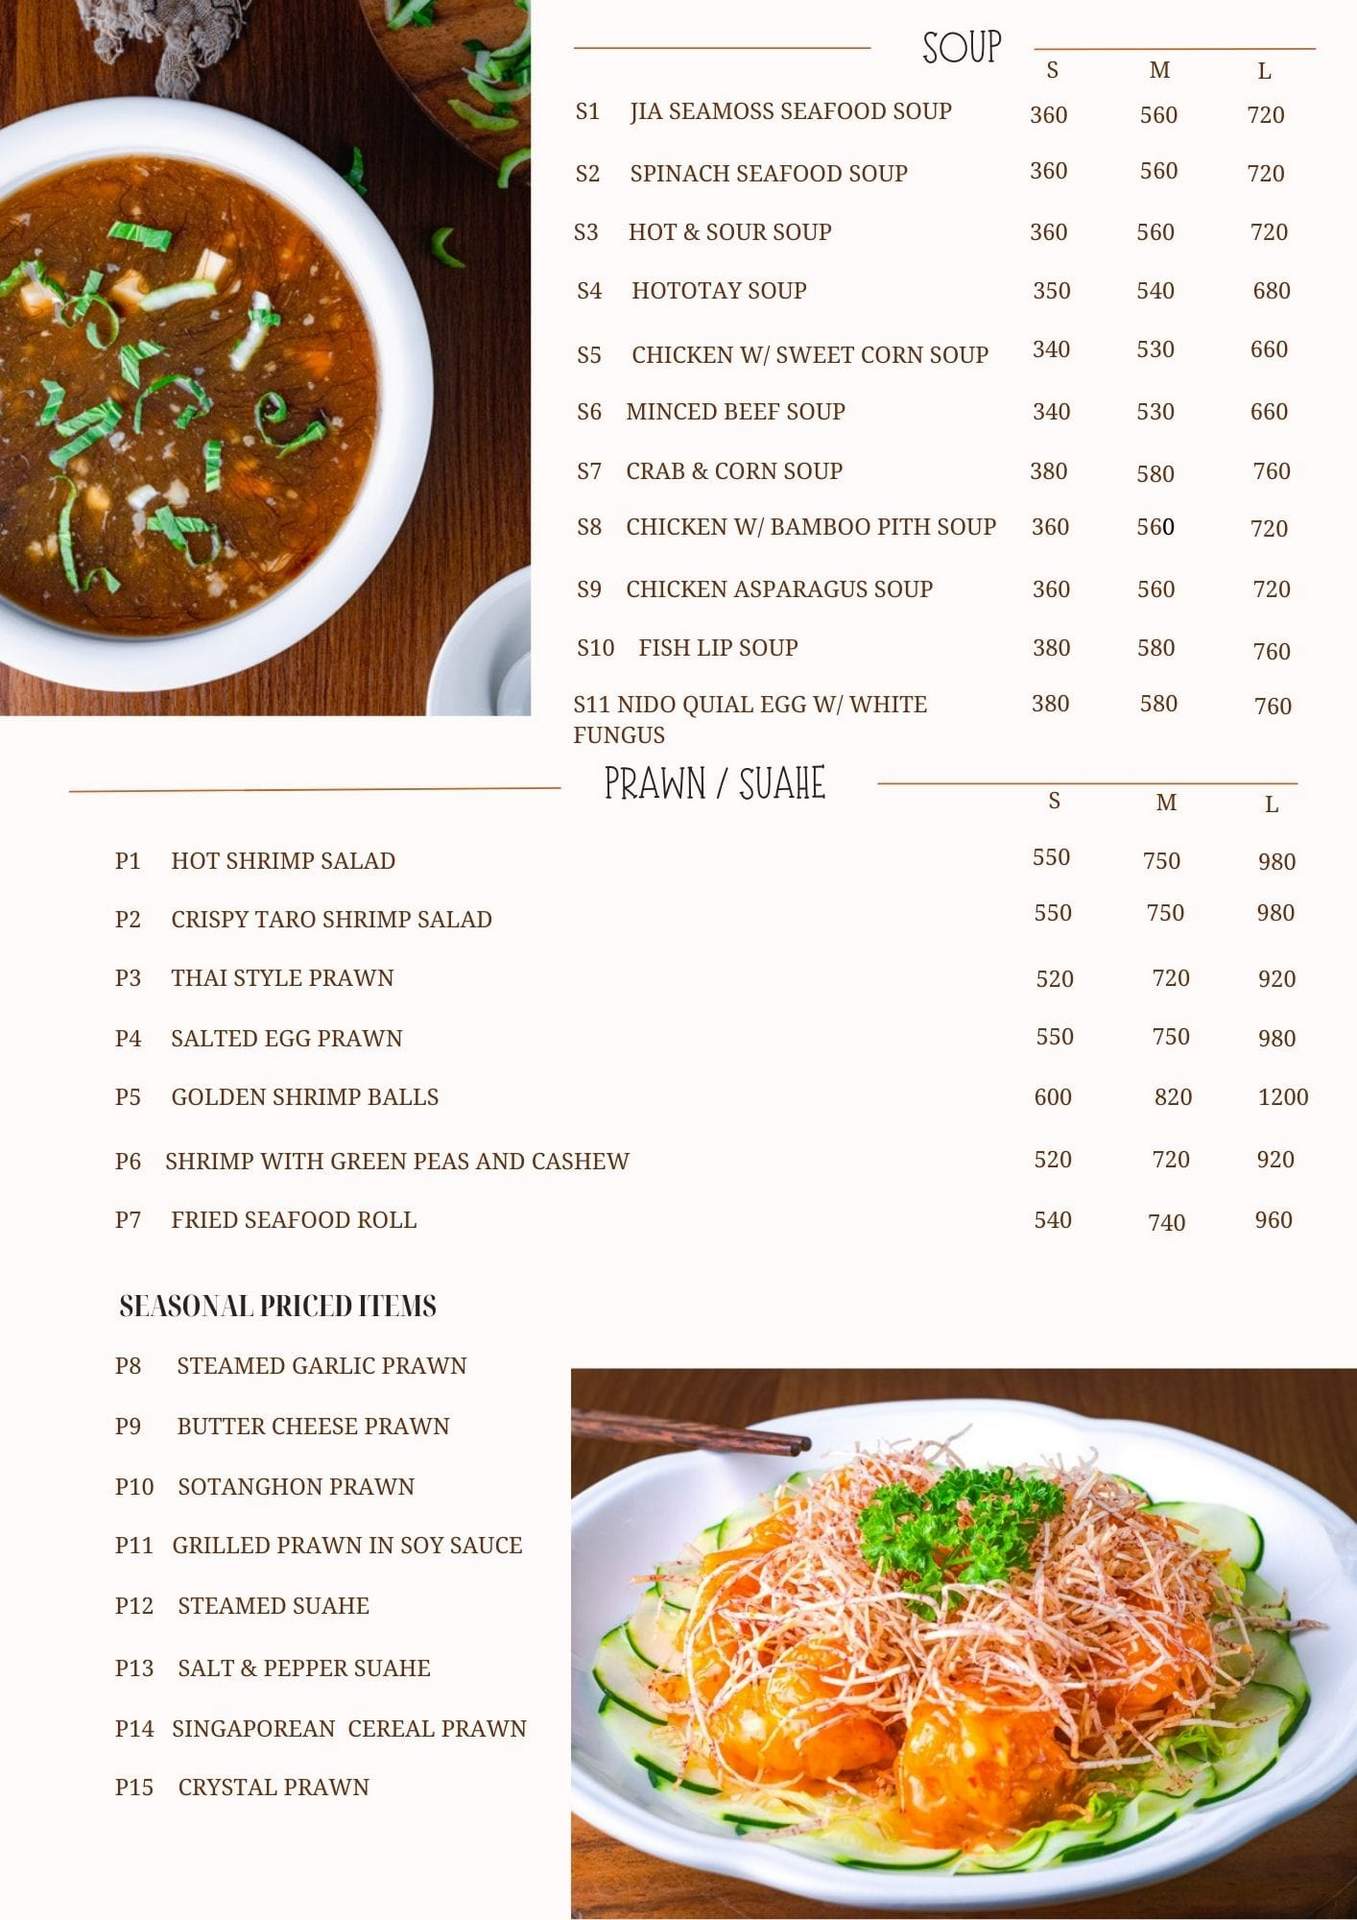 SOUP
S M L
S1 JIA SEAMOSS SEAFOOD SOUP 360 560 720
S2 SPINACH SEAFOOD SOUP 360 560 720
S3 HOT & SOUR SOUP 360 560 720
S4 HOTOTAY SOUP 350 540 680
S5 CHICKEN W/ SWEET CORN SOUP 340 530 660
S6 MINCED BEEF SOUP 340 530 660
S7 CRAB & CORN SOUP 380 580 760
S8 CHICKEN W/ BAMBOO PITH SOUP 360 560 720
S9 CHICKEN ASPARAGUS SOUP 360 560 720
S10 FISH LIP SOUP 380 580 760
S11 NIDO QUIAL EGG W/ WHITE 380 580 760
FUNGUS
PRAWN / SUAHE
S M L
P1 HOT SHRIMP SALAD 550 750 980
P2 CRISPY TARO SHRIMP SALAD 550 750 980
P3 THAI STYLE PRAWN 520 720 920
P4 SALTED EGG PRAWN 550 750 980
P5 GOLDEN SHRIMP BALLS 600 820 1200
P6 SHRIMP WITH GREEN PEAS AND CASHEW 520 720 920
P7 FRIED SEAFOOD ROLL 540 740 960
SEASONAL PRICED ITEMS
P8 STEAMED GARLIC PRAWN
P9 BUTTER CHEESE PRAWN
P10 SOTANGHON PRAWN
P11 GRILLED PRAWN IN SOY SAUCE
P12 STEAMED SUAHE
P13 SALT & PEPPER SUAHE
P14 SINGAPOREAN CEREAL PRAWN
P15 CRYSTAL PRAWN